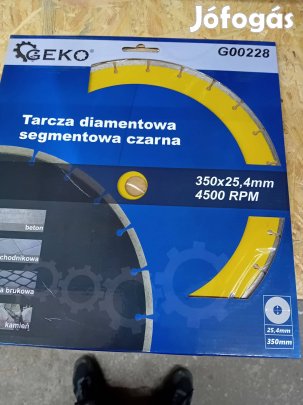 Jófogás
GEKO®
G00228
Tarcza diamentowa
segmentowa czarna
350x25,4mm
4500 RPM
beton
chodnikowa
a brukowa
kamień
25,4mm
350mm